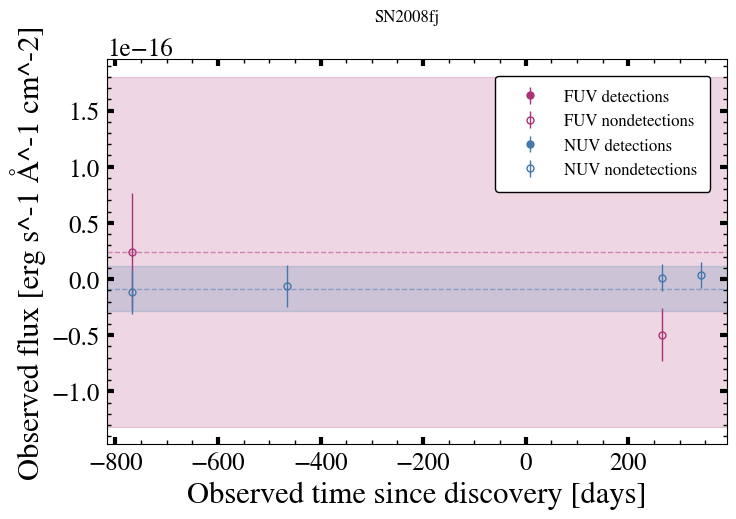 SN2008fj
1e−16
Observed flux [erg s^-1 Å^-1 cm^-2]
1.5
1.0
0.5
0.0
−0.5
−1.0
FUV detections
FUV nondetections
NUV detections
NUV nondetections
−800 −600 −400 −200 0 200
Observed time since discovery [days]